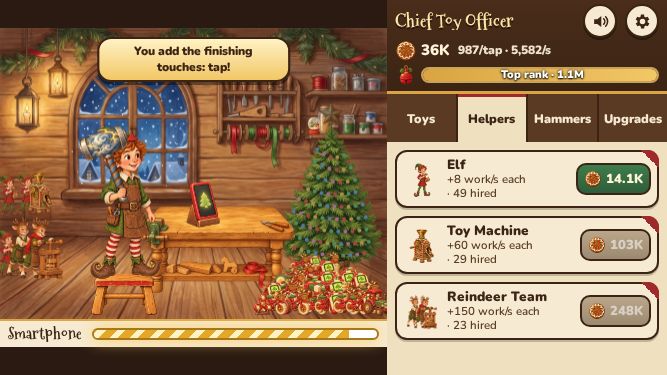 You add the finishing
touches: tap!
Smartphone
Chief Toy Officer
36K 987/tap · 5,582/s
Top rank · 1.1M
Toys
Helpers
Hammers
Upgrades
Elf
+8 work/s each
· 49 hired
14.1K
Toy Machine
+60 work/s each
· 29 hired
103K
Reindeer Team
+150 work/s each
· 23 hired
248K